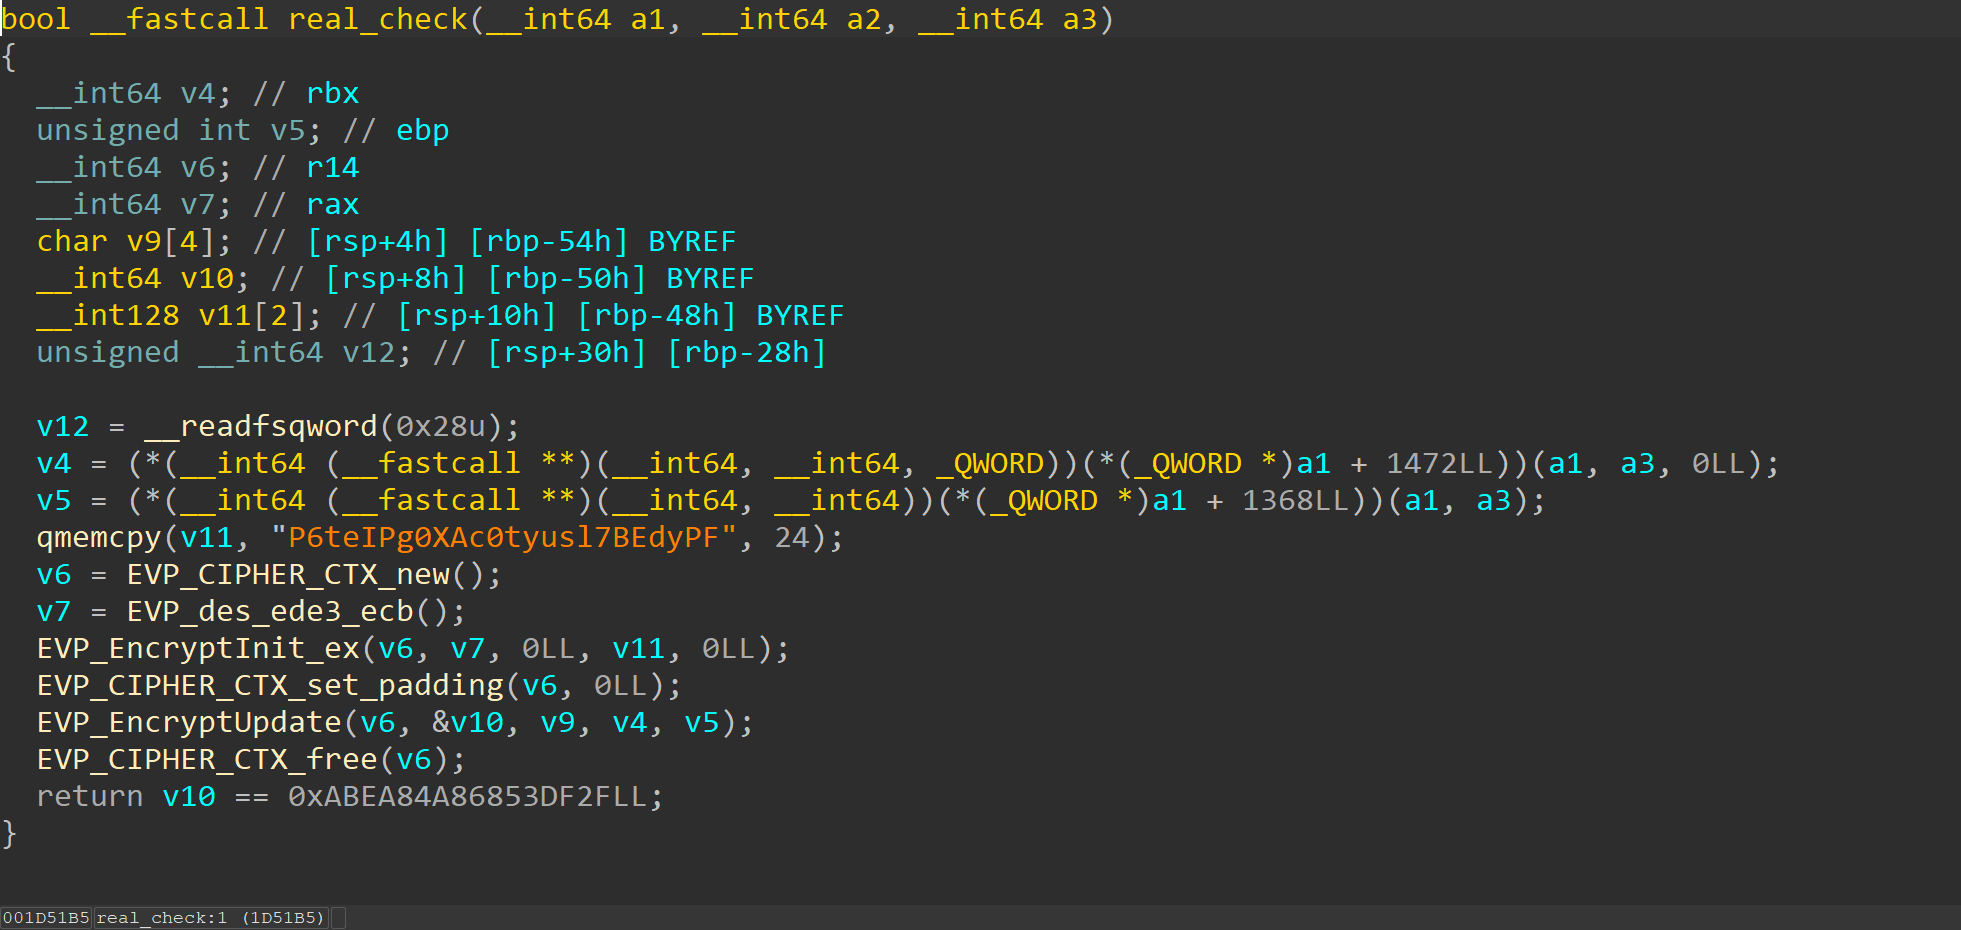 bool __fastcall real_check(__int64 a1, __int64 a2, __int64 a3)
{
  __int64 v4; // rbx
  unsigned int v5; // ebp
  __int64 v6; // r14
  __int64 v7; // rax
  char v9[4]; // [rsp+4h] [rbp-54h] BYREF
  __int64 v10; // [rsp+8h] [rbp-50h] BYREF
  __int128 v11[2]; // [rsp+10h] [rbp-48h] BYREF
  unsigned __int64 v12; // [rsp+30h] [rbp-28h]

  v12 = __readfsqword(0x28u);
  v4 = (*(__int64 (__fastcall **)(__int64, __int64, _QWORD))(*(_QWORD *)a1 + 1472LL))(a1, a3, 0LL);
  v5 = (*(__int64 (__fastcall **)(__int64, __int64))(*(_QWORD *)a1 + 1368LL))(a1, a3);
  qmemcpy(v11, "P6teIPg0XAc0tyusl7BEdyPF", 24);
  v6 = EVP_CIPHER_CTX_new();
  v7 = EVP_des_ede3_ecb();
  EVP_EncryptInit_ex(v6, v7, 0LL, v11, 0LL);
  EVP_CIPHER_CTX_set_padding(v6, 0LL);
  EVP_EncryptUpdate(v6, &v10, v9, v4, v5);
  EVP_CIPHER_CTX_free(v6);
  return v10 == 0xABEA84A86853DF2FLL;
}
001D51B5 real_check:1 (1D51B5)